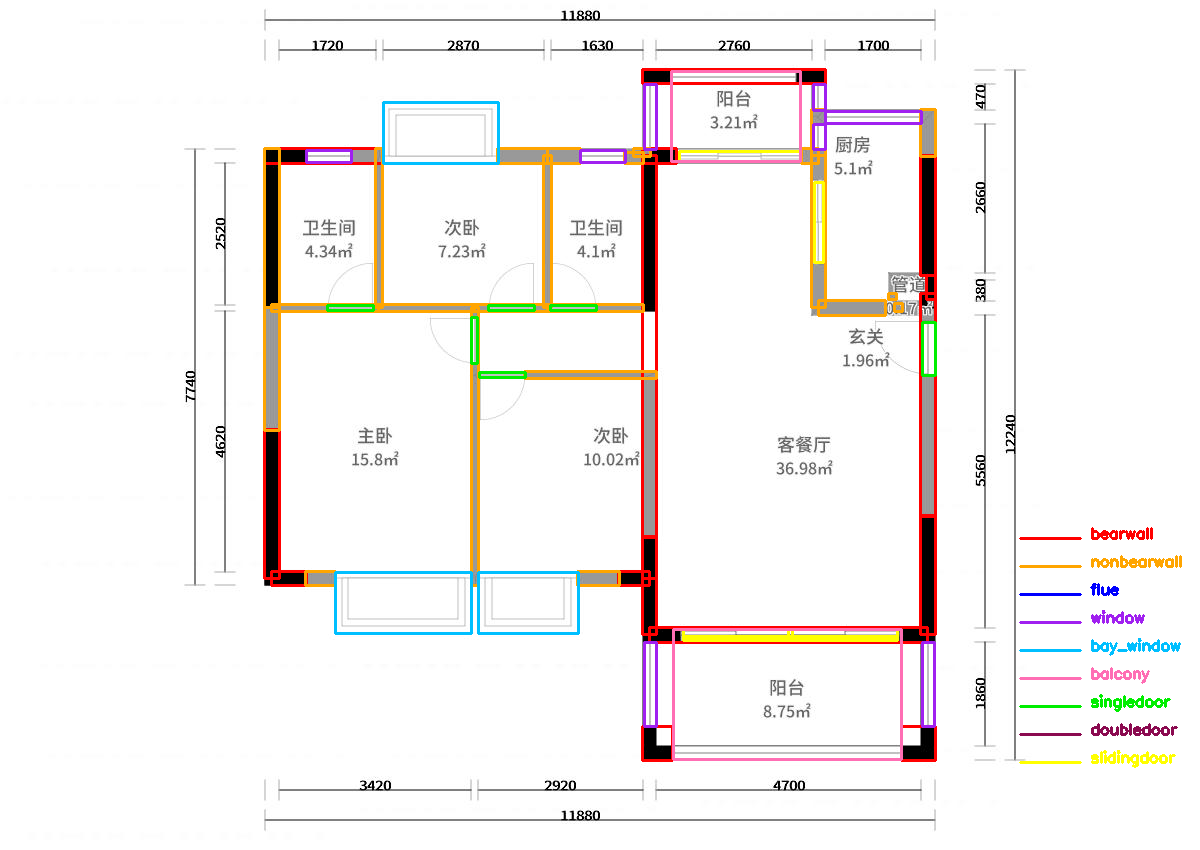 11880
1720
2870
1630
2760
1700
阳台
3.21㎡
470
厨房
5.1㎡
2660
2520
卫生间
4.34㎡
次卧
7.23㎡
卫生间
4.1㎡
管道
0.17㎡
380
玄关
1.96㎡
7740
4620
12240
主卧
15.8㎡
次卧
10.02㎡
客餐厅
36.98㎡
5560
bearwall
nonbearwall
flue
window
bay_window
balcony
singledoor
doubledoor
slidingdoor
阳台
8.75㎡
1860
3420
2920
4700
11880